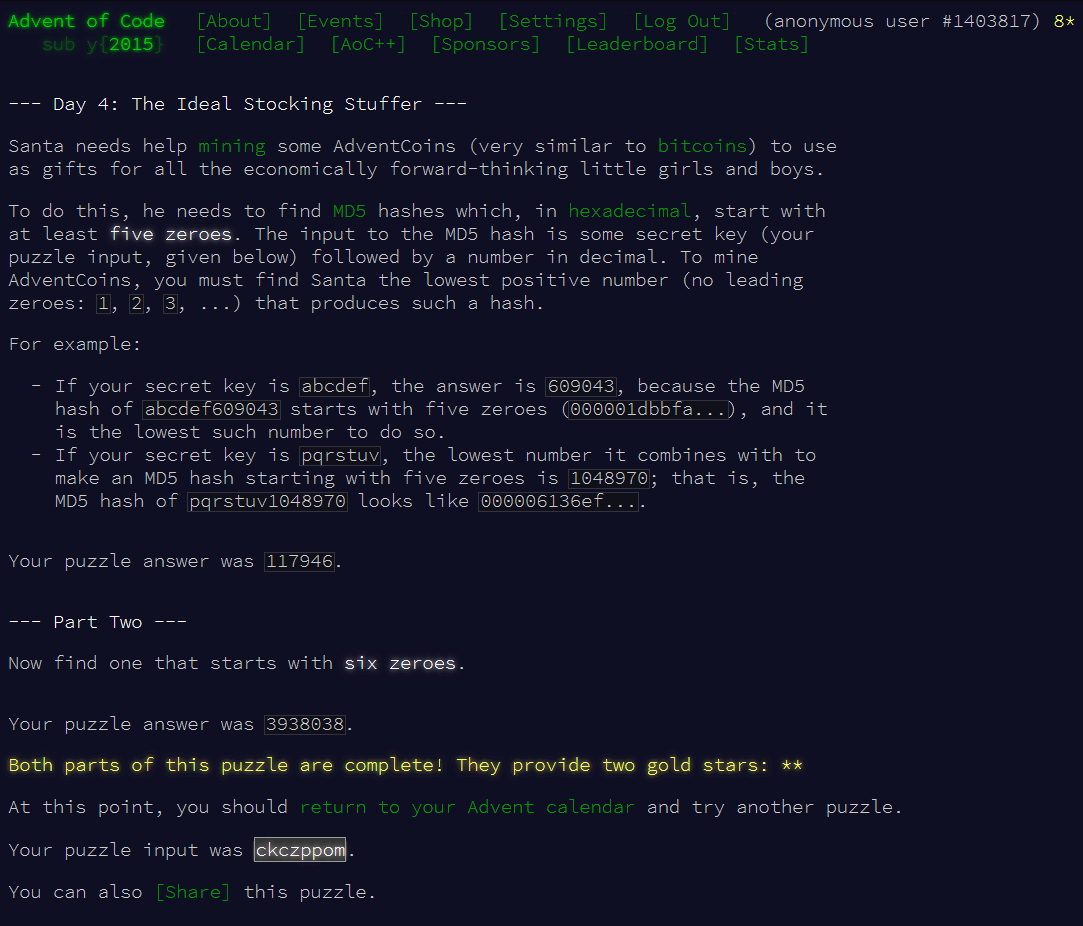 Advent of Code [About] [Events] [Shop] [Settings] [Log Out] (anonymous user #1403817) 8*
sub y{2015} [Calendar] [AoC++] [Sponsors] [Leaderboard] [Stats]
--- Day 4: The Ideal Stocking Stuffer ---
Santa needs help mining some AdventCoins (very similar to bitcoins) to use
as gifts for all the economically forward-thinking little girls and boys.
To do this, he needs to find MD5 hashes which, in hexadecimal, start with
at least five zeroes. The input to the MD5 hash is some secret key (your
puzzle input, given below) followed by a number in decimal. To mine
AdventCoins, you must find Santa the lowest positive number (no leading
zeroes: 1, 2, 3, ...) that produces such a hash.
For example:
- If your secret key is abcdef, the answer is 609043, because the MD5
hash of abcdef609043 starts with five zeroes (000001dbbfa...), and it
is the lowest such number to do so.
- If your secret key is pqrstuv, the lowest number it combines with to
make an MD5 hash starting with five zeroes is 1048970; that is, the
MD5 hash of pqrstuv1048970 looks like 000006136ef....
Your puzzle answer was 117946.
--- Part Two ---
Now find one that starts with six zeroes.
Your puzzle answer was 3938038.
Both parts of this puzzle are complete! They provide two gold stars: **
At this point, you should return to your Advent calendar and try another puzzle.
Your puzzle input was ckczppom.
You can also [Share] this puzzle.